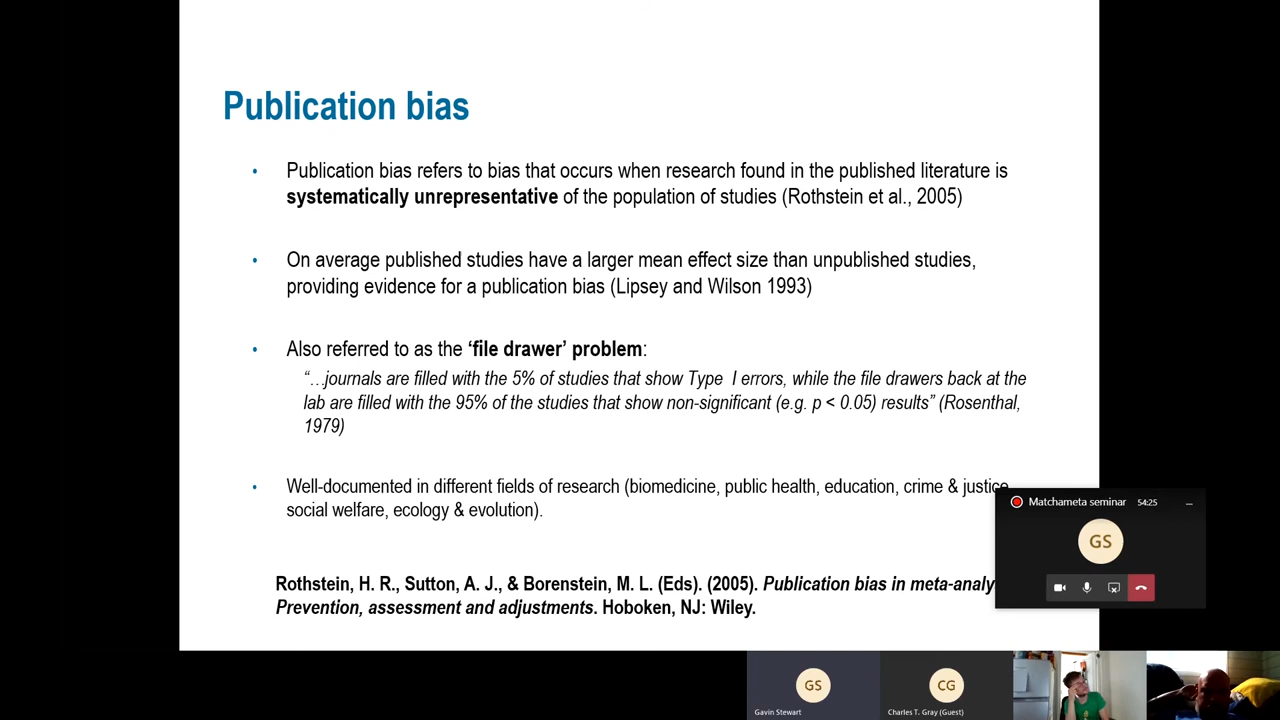 Publication bias
• Publication bias refers to bias that occurs when research found in the published literature is
systematically unrepresentative of the population of studies (Rothstein et al., 2005)
• On average published studies have a larger mean effect size than unpublished studies,
providing evidence for a publication bias (Lipsey and Wilson 1993)
• Also referred to as the ‘file drawer’ problem:
“…journals are filled with the 5% of studies that show Type I errors, while the file drawers back at the
lab are filled with the 95% of the studies that show non-significant (e.g. p < 0.05) results” (Rosenthal,
1979)
• Well-documented in different fields of research (biomedicine, public health, education, crime & justice
social welfare, ecology & evolution).
Rothstein, H. R., Sutton, A. J., & Borenstein, M. L. (Eds). (2005). Publication bias in meta-analy
Prevention, assessment and adjustments. Hoboken, NJ: Wiley.
Matchameta seminar 54:25
GS
GS
Gavin Stewart
CG
Charles T. Gray (Guest)